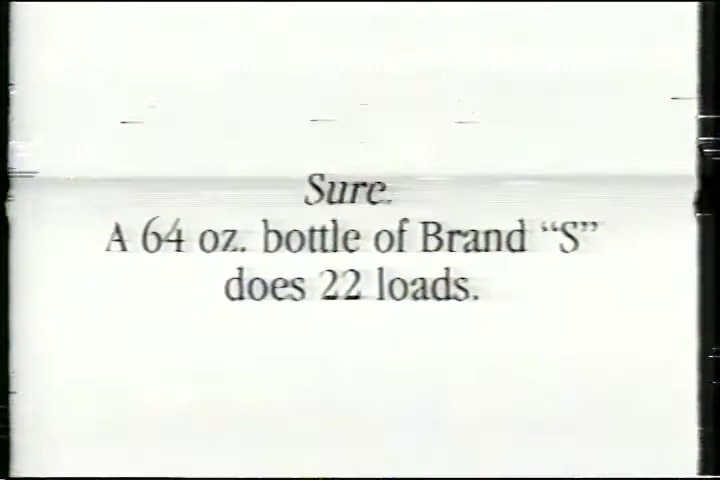 Sure.
A 64 oz. bottle of Brand “S”
does 22 loads.